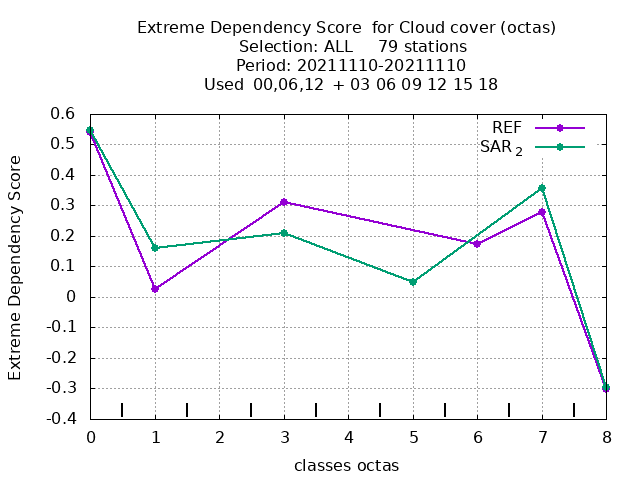 Extreme Dependency Score  for Cloud cover (octas)
Selection: ALL     79 stations
Period: 20211110-20211110
Used  00,06,12  + 03 06 09 12 15 18
REF
SAR 2
0.6
0.5
0.4
0.3
0.2
0.1
0
-0.1
-0.2
-0.3
-0.4
Extreme Dependency Score
0 1 2 3 4 5 6 7 8
classes octas